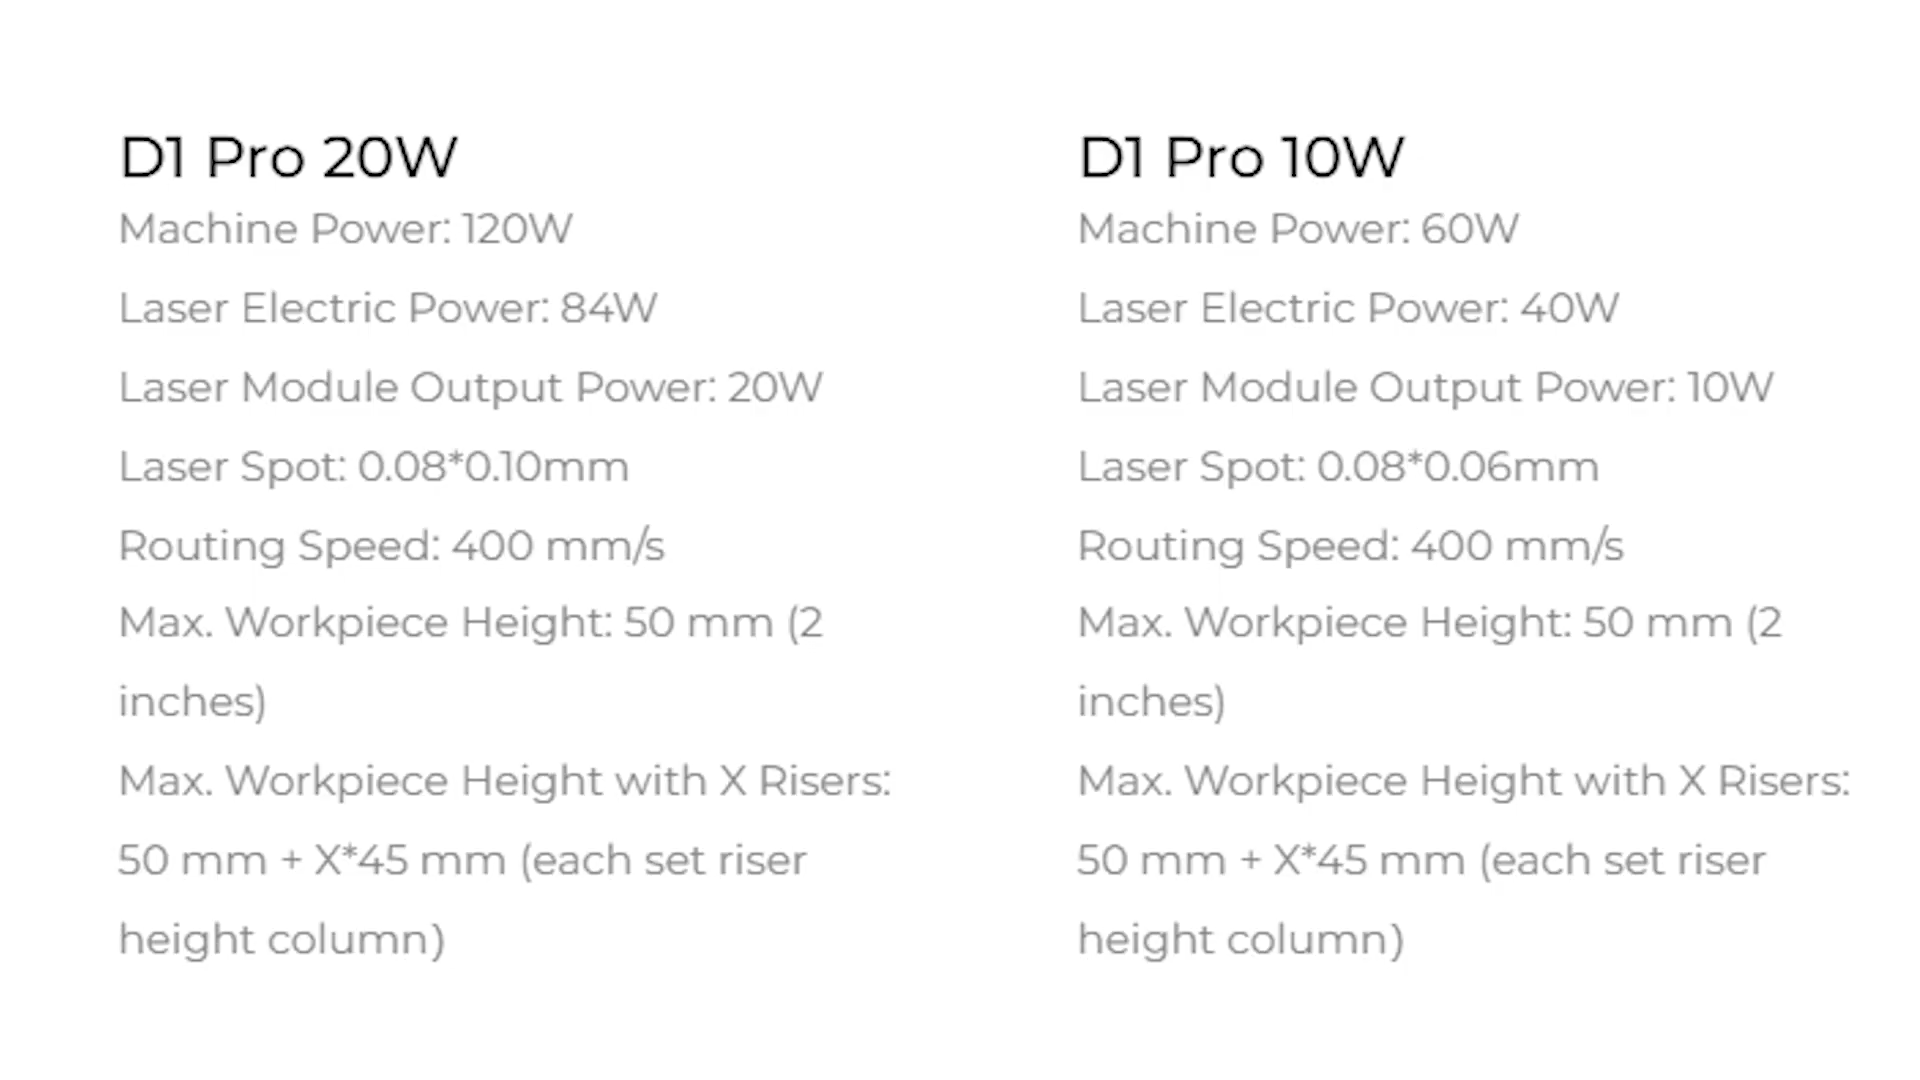 D1 Pro 20W
Machine Power: 120W
Laser Electric Power: 84W
Laser Module Output Power: 20W
Laser Spot: 0.08*0.10mm
Routing Speed: 400 mm/s
Max. Workpiece Height: 50 mm (2
inches)
Max. Workpiece Height with X Risers:
50 mm + X*45 mm (each set riser
height column)
D1 Pro 10W
Machine Power: 60W
Laser Electric Power: 40W
Laser Module Output Power: 10W
Laser Spot: 0.08*0.06mm
Routing Speed: 400 mm/s
Max. Workpiece Height: 50 mm (2
inches)
Max. Workpiece Height with X Risers:
50 mm + X*45 mm (each set riser
height column)